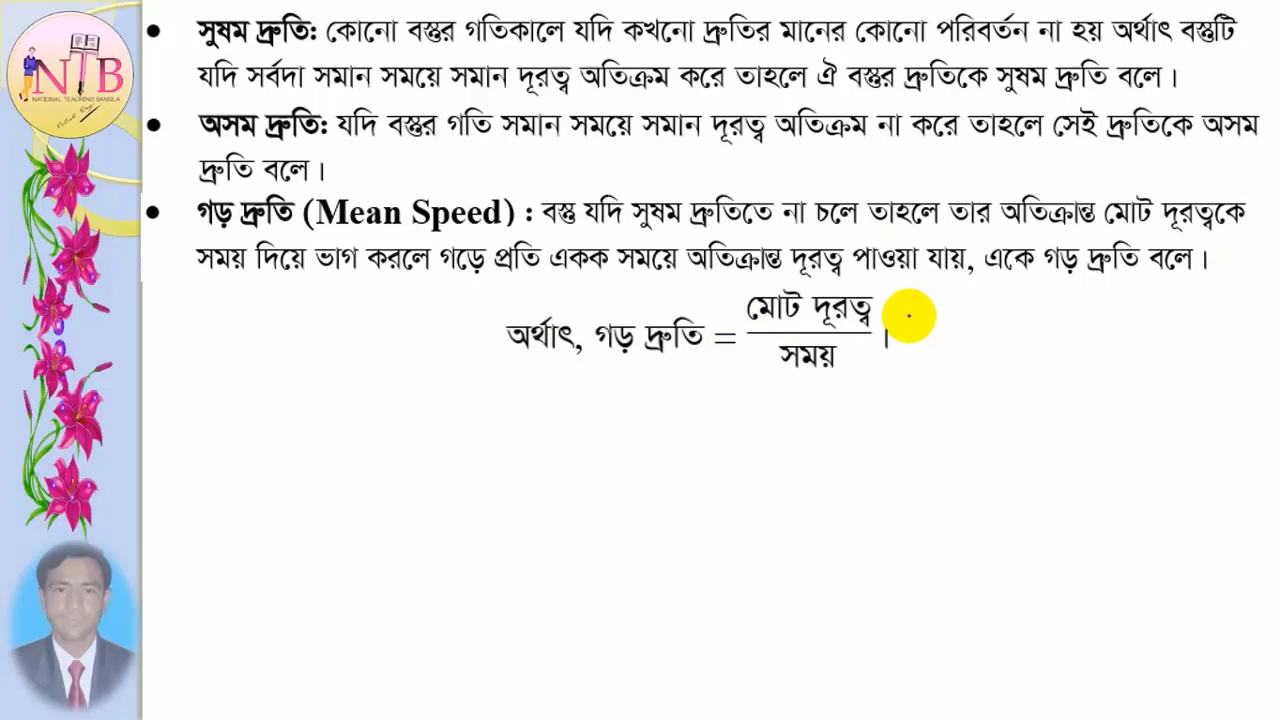 NTB
NATIONAL TEACHING BANGLA
সুষম দ্রুতি: কোনো বস্তুর গতিকালে যদি কখনো দ্রুতির মানের কোনো পরিবর্তন না হয় অর্থাৎ বস্তুটি
যদি সর্বদা সমান সময়ে সমান দূরত্ব অতিক্রম করে তাহলে ঐ বস্তুর দ্রুতিকে সুষম দ্রুতি বলে।
অসম দ্রুতি: যদি বস্তুর গতি সমান সময়ে সমান দূরত্ব অতিক্রম না করে তাহলে সেই দ্রুতিকে অসম
দ্রুতি বলে।
গড় দ্রুতি (Mean Speed) : বস্তু যদি সুষম দ্রুতিতে না চলে তাহলে তার অতিক্রান্ত মোট দূরত্বকে
সময় দিয়ে ভাগ করলে গড়ে প্রতি একক সময়ে অতিক্রান্ত দূরত্ব পাওয়া যায়, একে গড় দ্রুতি বলে।
মোট দূরত্ব
অর্থাৎ, গড় দ্রুতি = ।
সময়